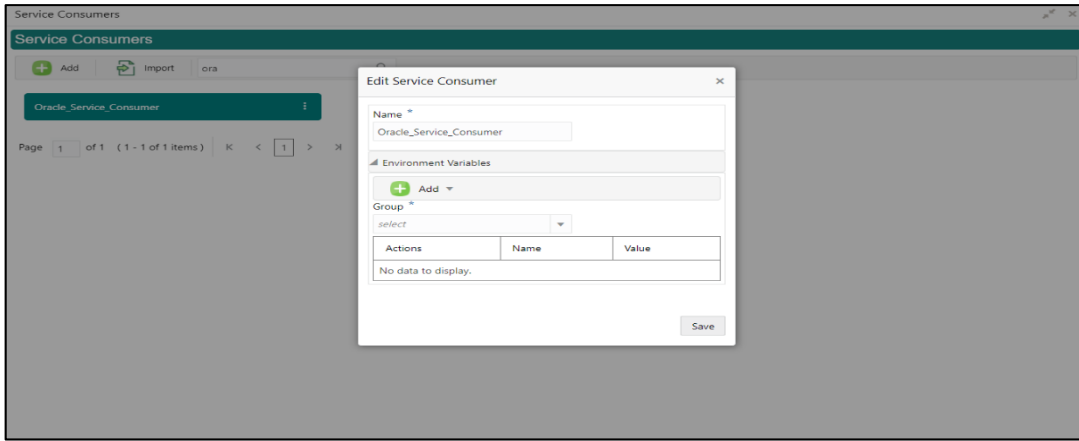 Service Consumers
Service Consumers
Add Import ora
Oracle_Service_Consumer
Page 1 of 1 (1 - 1 of 1 items) 1
Edit Service Consumer
Name *
Oracle_Service_Consumer
Environment Variables
Add
Group *
select
Actions Name Value
No data to display.
Save